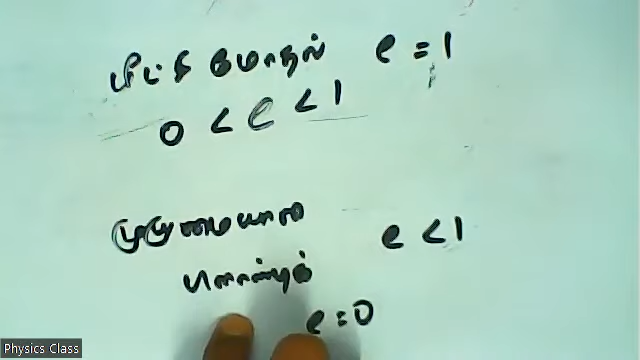 மீட்சி மோதல் e = 1
0 < e < 1
முழுமையான
e < 1
e = 0
Physics Class